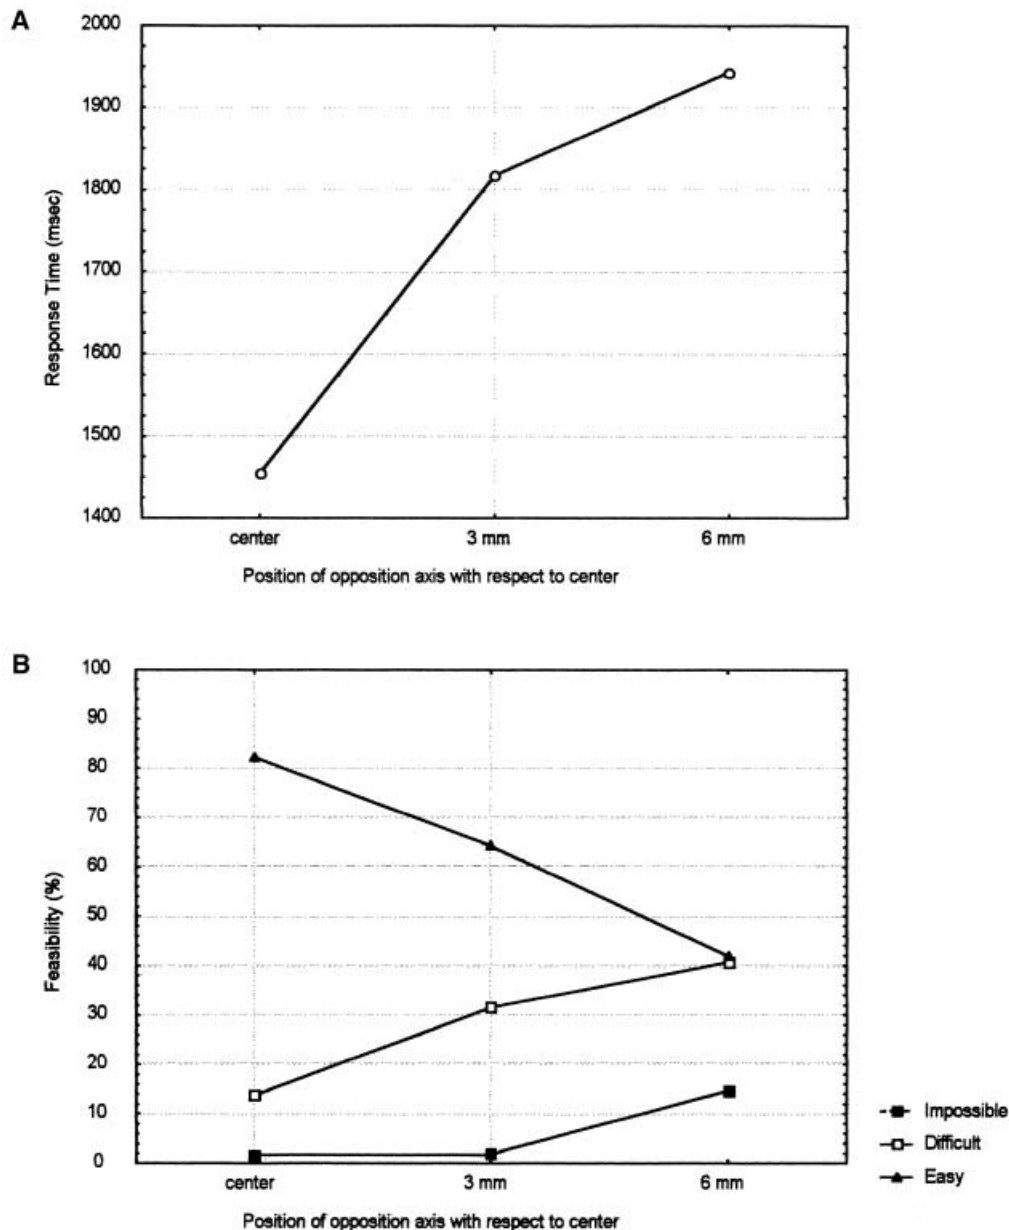 A
2000
1900
1800
1700
1600
1500
1400
Response Time (msec)
center 3 mm 6 mm
Position of opposition axis with respect to center
B
100
90
80
70
60
50
40
30
20
10
0
Feasibility (%)
center 3 mm 6 mm
Position of opposition axis with respect to center
Impossible
Difficult
Easy